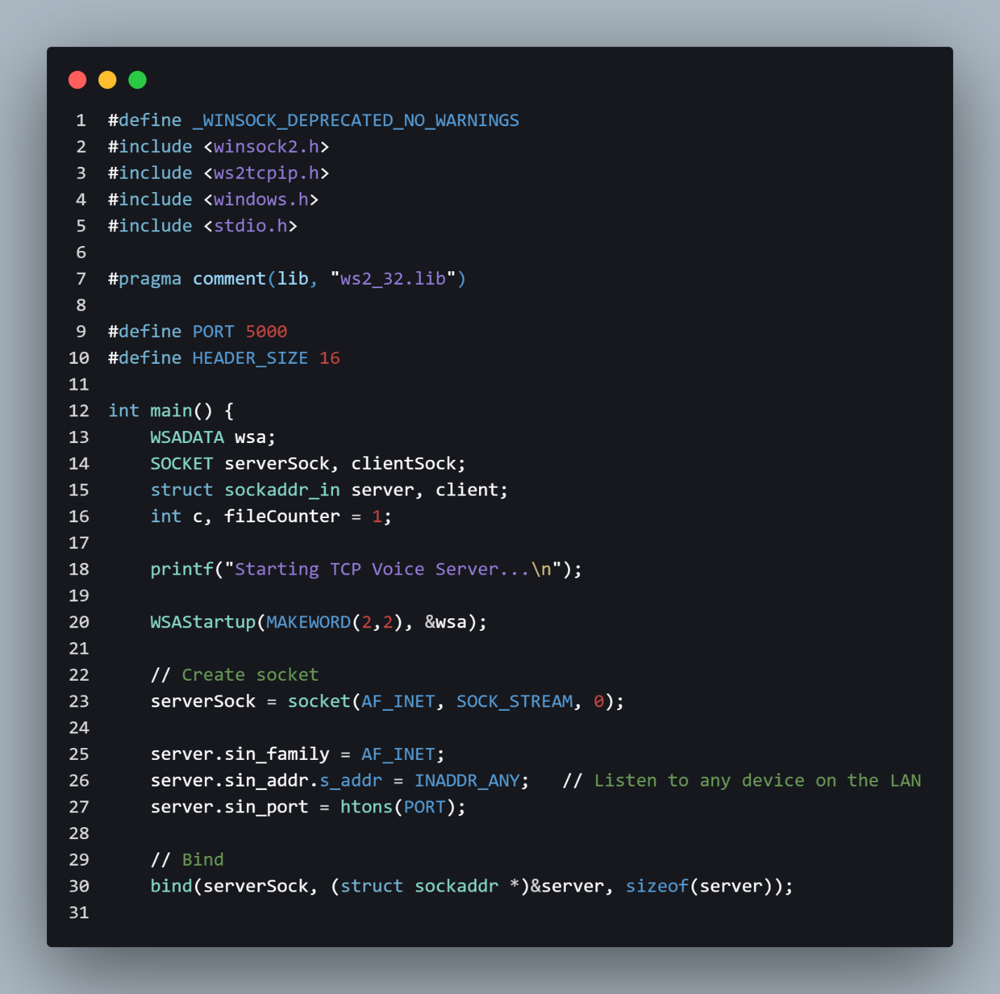 1 #define _WINSOCK_DEPRECATED_NO_WARNINGS
2 #include <winsock2.h>
3 #include <ws2tcpip.h>
4 #include <windows.h>
5 #include <stdio.h>
6
7 #pragma comment(lib, "ws2_32.lib")
8
9 #define PORT 5000
10 #define HEADER_SIZE 16
11
12 int main() {
13     WSADATA wsa;
14     SOCKET serverSock, clientSock;
15     struct sockaddr_in server, client;
16     int c, fileCounter = 1;
17
18     printf("Starting TCP Voice Server...\n");
19
20     WSAStartup(MAKEWORD(2,2), &wsa);
21
22     // Create socket
23     serverSock = socket(AF_INET, SOCK_STREAM, 0);
24
25     server.sin_family = AF_INET;
26     server.sin_addr.s_addr = INADDR_ANY;   // Listen to any device on the LAN
27     server.sin_port = htons(PORT);
28
29     // Bind
30     bind(serverSock, (struct sockaddr *)&server, sizeof(server));
31